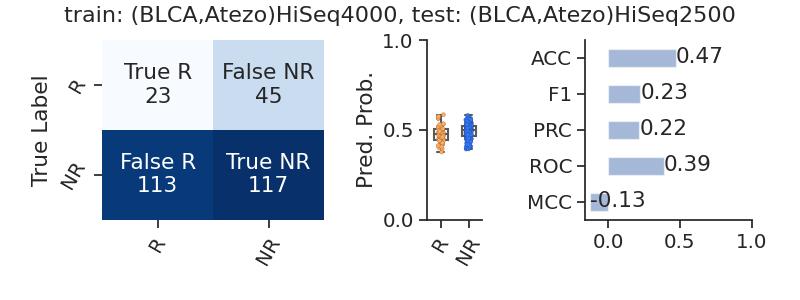 train: (BLCA,Atezo)HiSeq4000, test: (BLCA,Atezo)HiSeq2500
True Label
R
NR
True R
23
False NR
45
False R
113
True NR
117
R
NR
Pred. Prob.
1.0
0.5
0.0
R
NR
ACC
0.47
F1
0.23
PRC
0.22
ROC
0.39
MCC
-0.13
0.0
0.5
1.0